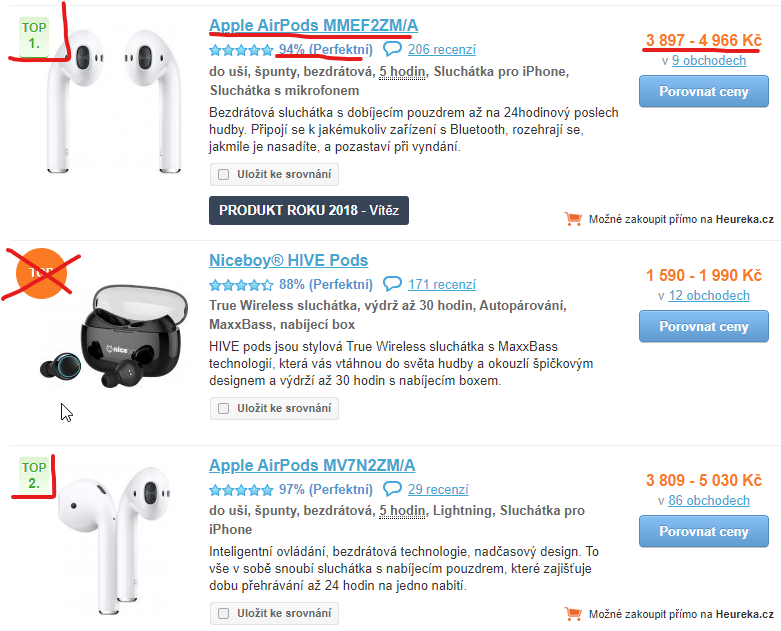 TOP
1.
Apple AirPods MMEF2ZM/A
94% (Perfektní) 206 recenzí
do uší, špunty, bezdrátová, 5 hodin, Sluchátka pro iPhone,
Sluchátka s mikrofonem
Bezdrátová sluchátka s dobíjecím pouzdrem až na 24hodinový poslech
hudby. Připojí se k jakémukoliv zařízení s Bluetooth, rozehrají se,
jakmile je nasadíte, a pozastaví při vyndání.
Uložit ke srovnání
PRODUKT ROKU 2018 - Vítěz
3 897 - 4 966 Kč
v 9 obchodech
Porovnat ceny
Možné zakoupit přímo na Heureka.cz
TOP
Niceboy® HIVE Pods
88% (Perfektní) 171 recenzí
True Wireless sluchátka, výdrž až 30 hodin, Autopárování,
MaxxBass, nabíjecí box
HIVE pods jsou stylová True Wireless sluchátka s MaxxBass
technologií, která vás vtáhnou do světa hudby a okouzlí špičkovým
designem a výdrží až 30 hodin s nabíjecím boxem.
Uložit ke srovnání
1 590 - 1 990 Kč
v 12 obchodech
Porovnat ceny
nice
TOP
2.
Apple AirPods MV7N2ZM/A
97% (Perfektní) 29 recenzí
do uší, špunty, bezdrátová, 5 hodin, Lightning, Sluchátka pro
iPhone
Inteligentní ovládání, bezdrátová technologie, nadčasový design. To
vše v sobě snoubí sluchátka s nabíjecím pouzdrem, které zajišťuje
dobu přehrávání až 24 hodin na jedno nabití.
Uložit ke srovnání
3 809 - 5 030 Kč
v 86 obchodech
Porovnat ceny
Možné zakoupit přímo na Heureka.cz